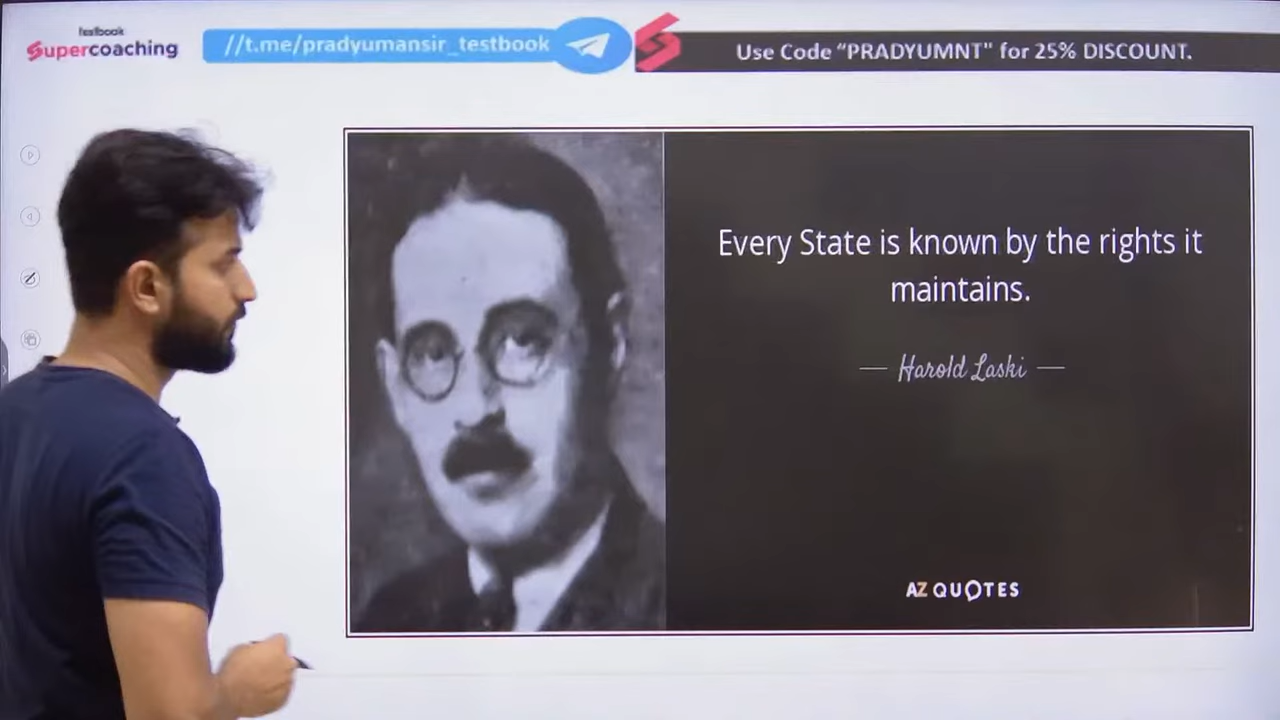 testbook
Supercoaching
//t.me/pradyumansir_testbook
Use Code “PRADYUMNT" for 25% DISCOUNT.
Every State is known by the rights it
maintains.
— Harold Laski —
AZ QUOTES